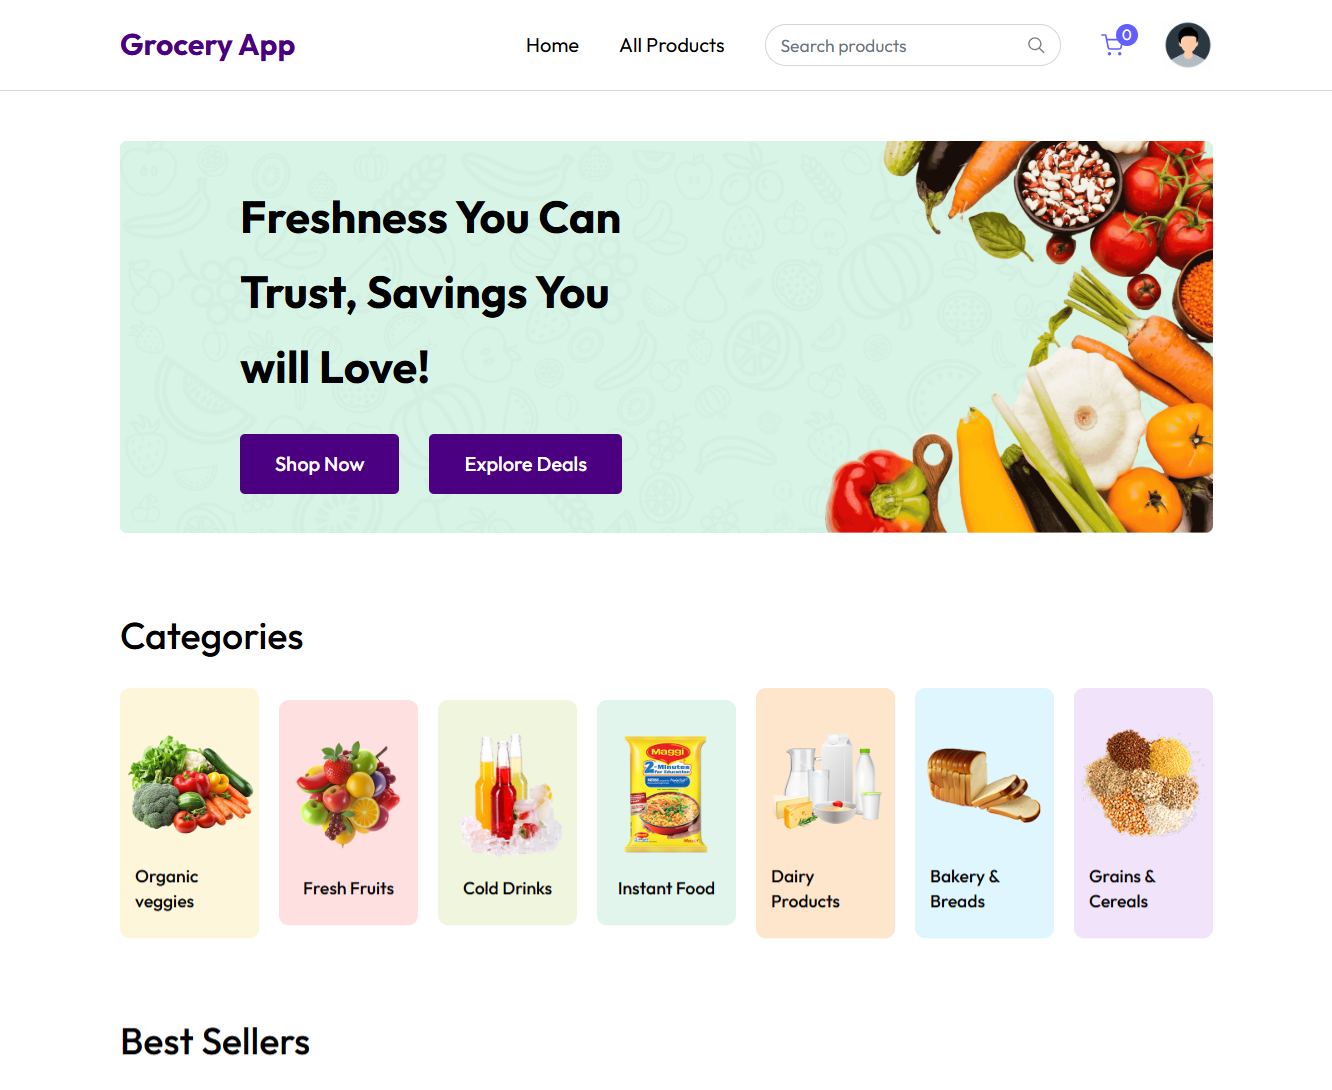 Grocery App
Home
All Products
Search products
0
Freshness You Can
Trust, Savings You
will Love!
Shop Now
Explore Deals
Categories
Maggi
2-Minutes
Organic
veggies
Fresh Fruits
Cold Drinks
Instant Food
Dairy
Products
Bakery &
Breads
Grains &
Cereals
Best Sellers